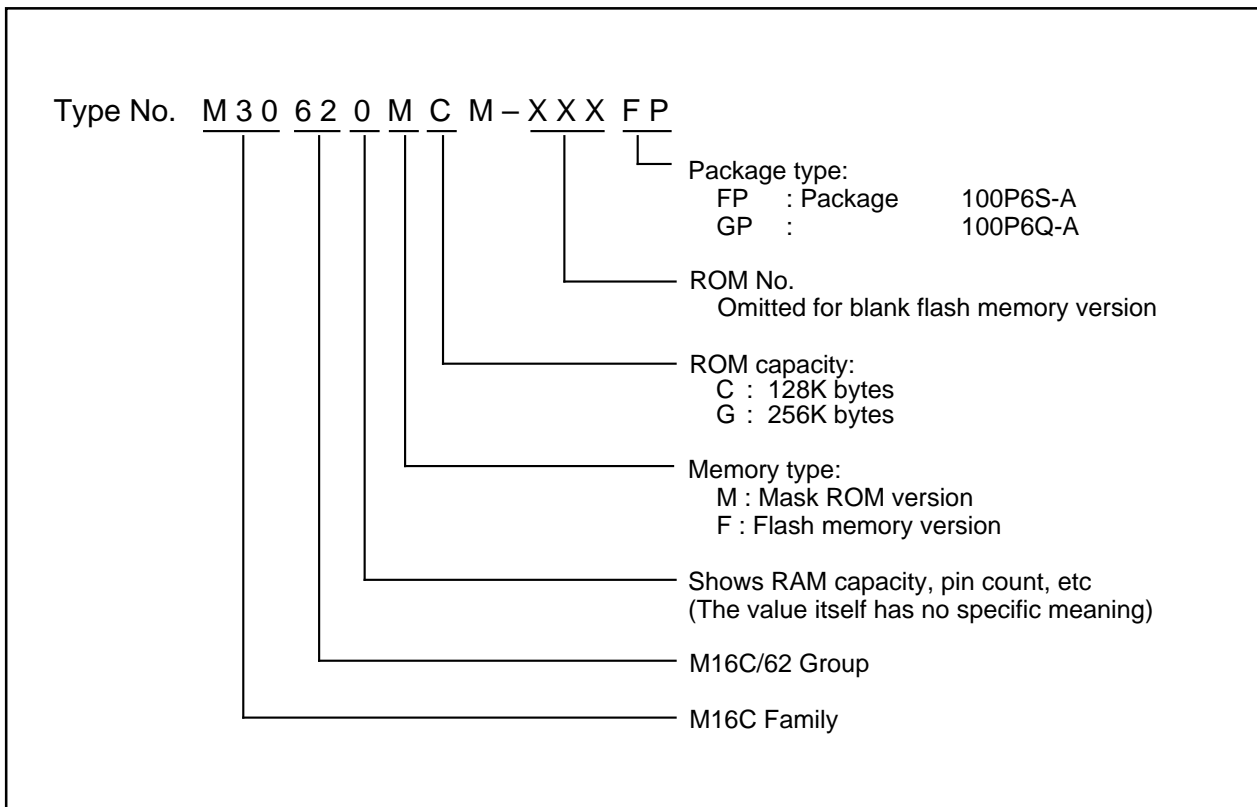 Type No. M 3 0 6 2 0 M C M – X X X F P
Package type:
FP : Package 100P6S-A
GP : 100P6Q-A
ROM No.
Omitted for blank flash memory version
ROM capacity:
C : 128K bytes
G : 256K bytes
Memory type:
M : Mask ROM version
F : Flash memory version
Shows RAM capacity, pin count, etc
(The value itself has no specific meaning)
M16C/62 Group
M16C Family